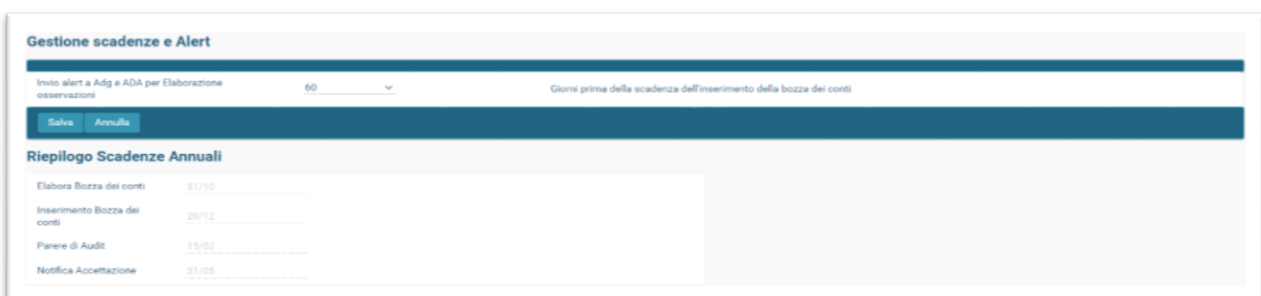 Gestione scadenze e Alert
Invio alert a Adg e ADA per Elaborazione
osservazioni
60
Giorni prima della scadenza dell'inserimento della bozza dei conti
Salva Annulla
Riepilogo Scadenze Annuali
Elabora Bozza dei conti 31/10
Inserimento Bozza dei
conti
20/12
Parere di Audit 15/02
Notifica Accettazione 31/05